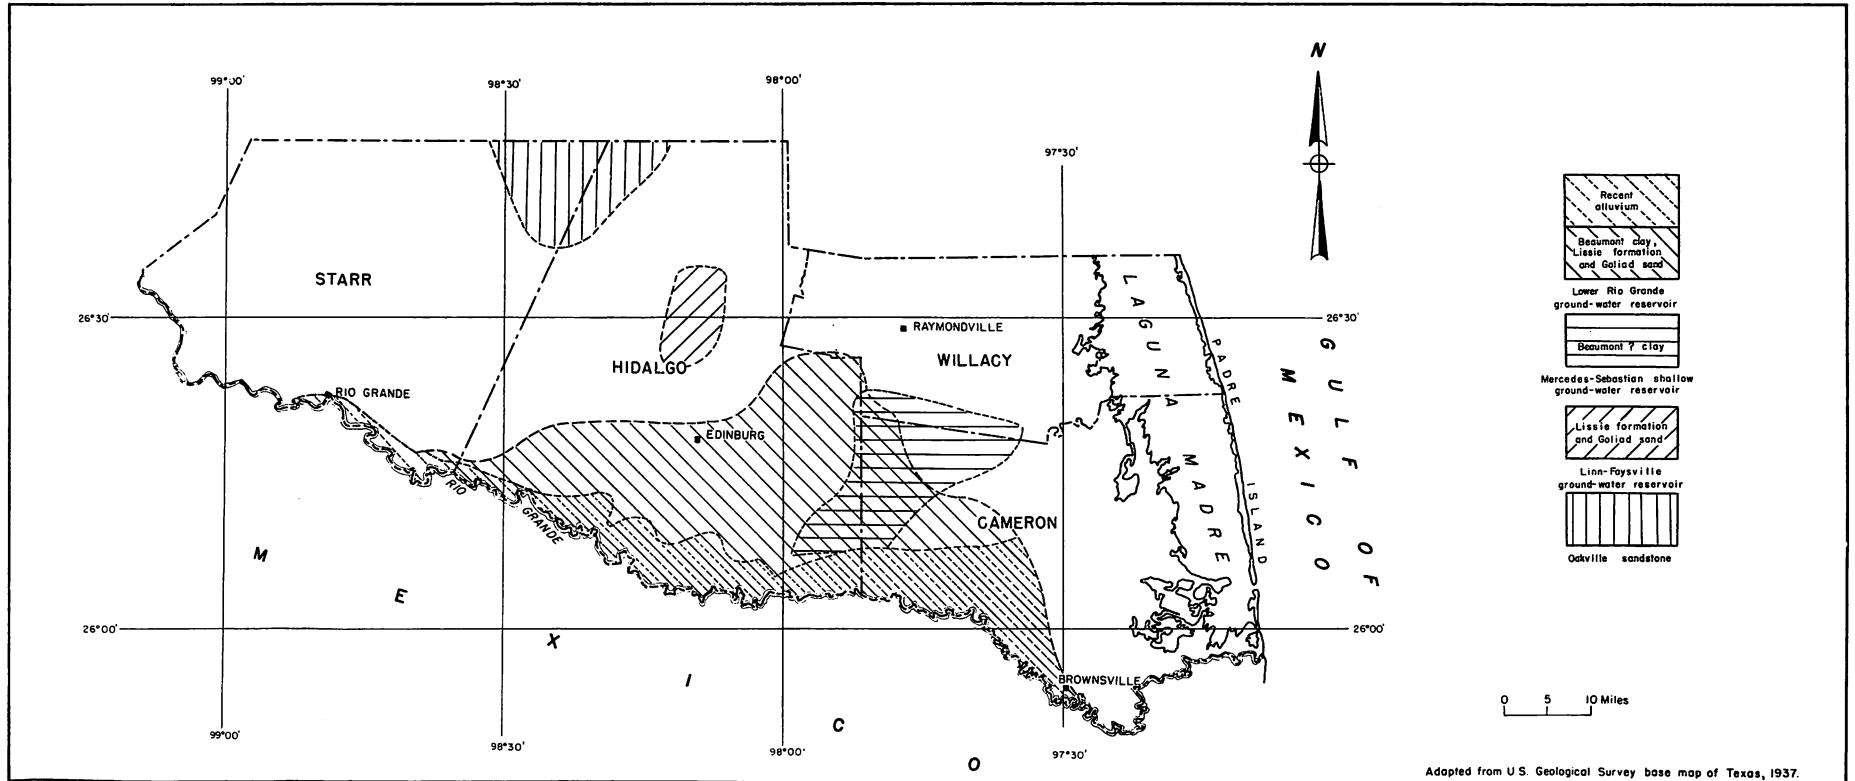 N
99°00'
98°30'
98°00'
97°30'
STARR
HIDALGO
WILLACY
CAMERON
RAYMONDVILLE
RIO GRANDE
EDINBURG
BROWNSVILLE
RIO
GRANDE
LAGUNA
MADRE
PADRE
ISLAND
GULF OF
MEXICO
MEXICO
26°30'
26°30'
26°00'
26°00'
99°00'
98°30'
98°00'
97°30'
Recent
alluvium
Beaumont clay,
Lissie formation
and Goliad sand
Lower Rio Grande
ground-water reservoir
Beaumont ? clay
Mercedes-Sebastian shallow
ground-water reservoir
Lissie formation
and Goliad sand
Linn-Faysville
ground-water reservoir
Oakville sandstone
0 5 10 Miles
Adapted from U.S. Geological Survey base map of Texas, 1937.